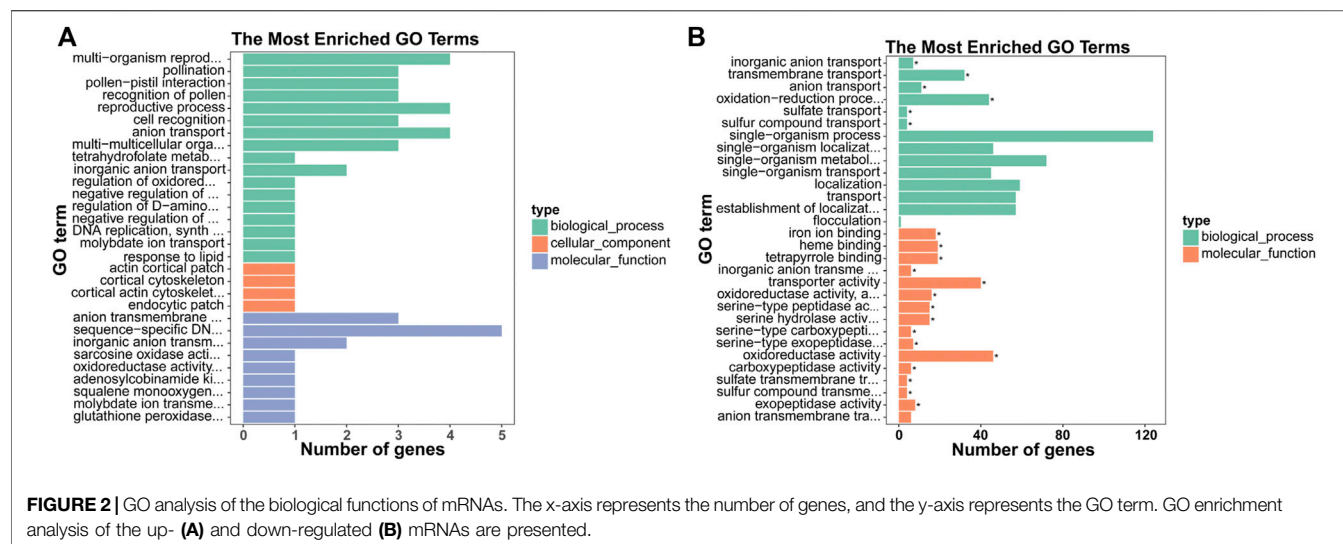 A
The Most Enriched GO Terms
GO term
multi-organism reprod...
pollination
pollen-pistil interaction
recognition of pollen
reproductive process
cell recognition
anion transport
multi-multicellular orga...
tetrahydrofolate metab...
inorganic anion transport
regulation of oxidored...
negative regulation of ...
regulation of D-amino...
negative regulation of ...
DNA replication, synth ...
molybdate ion transport
response to lipid
actin cortical patch
cortical cytoskeleton
cortical actin cytoskelet...
endocytic patch
anion transmembrane ...
sequence-specific DN...
inorganic anion transm...
sarcosine oxidase acti...
oxidoreductase activity...
adenosylcobinamide ki...
squalene monooxygen...
molybdate ion transme...
glutathione peroxidase...
0 1 2 3 4 5
Number of genes
type
biological_process
cellular_component
molecular_function
B
The Most Enriched GO Terms
GO term
inorganic anion transport *
transmembrane transport *
anion transport *
oxidation-reduction proce... *
sulfate transport *
sulfur compound transport *
single-organism process
single-organism localizat...
single-organism metabol...
single-organism transport
localization
transport
establishment of localizat...
flocculation
iron ion binding *
heme binding *
tetrapyrrole binding *
inorganic anion transme ... *
transporter activity *
oxidoreductase activity, a... *
serine-type peptidase ac... *
serine hydrolase activ... *
serine-type carboxypepti... *
serine-type exopeptidase... *
oxidoreductase activity *
carboxypeptidase activity *
sulfate transmembrane tr... *
sulfur compound transme... *
exopeptidase activity *
anion transmembrane tra...
0 40 80 120
Number of genes
type
biological_process
molecular_function
FIGURE 2 | GO analysis of the biological functions of mRNAs. The x-axis represents the number of genes, and the y-axis represents the GO term. GO enrichment
analysis of the up- (A) and down-regulated (B) mRNAs are presented.